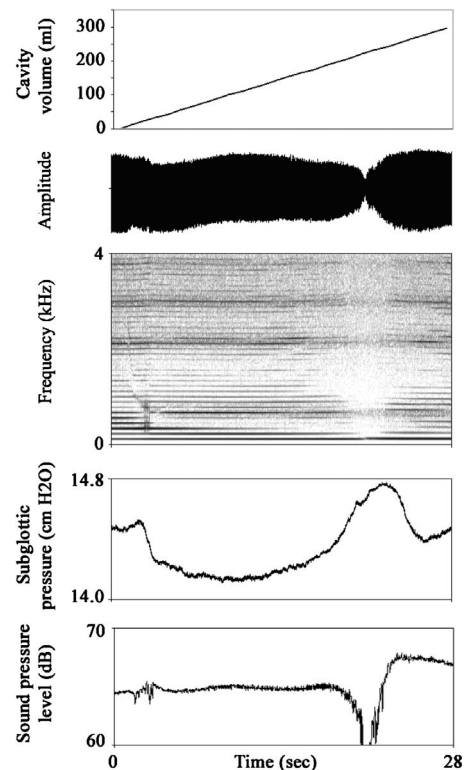 300
200
100
0
Cavity
volume (ml)
Amplitude
4
Frequency (kHz)
0
14.8
Subglottic
pressure (cm H2O)
14.0
70
Sound pressure
level (dB)
60
0
Time (sec)
28